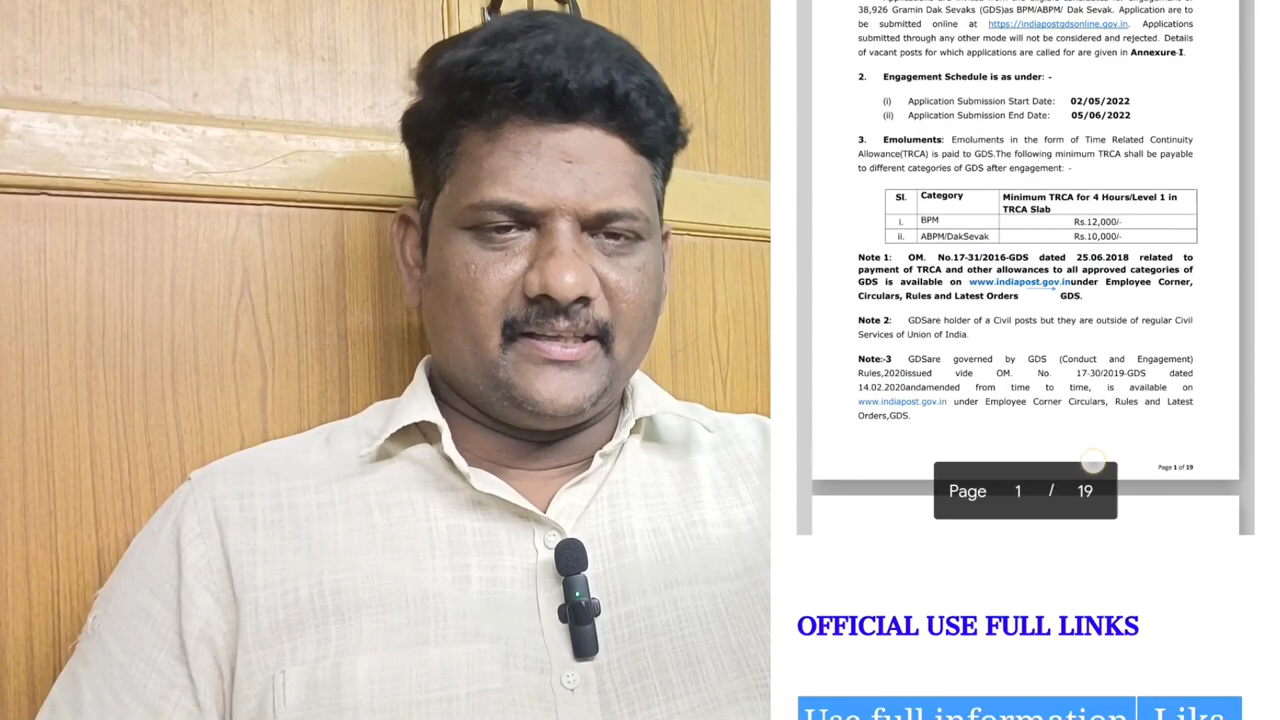 38,926 Gramin Dak Sevaks (GDS)as BPM/ABPM/ Dak Sevak. Application are to
be submitted online at https://indiapostgdsonline.gov.in. Applications
submitted through any other mode will not be considered and rejected. Details
of vacant posts for which applications are called for are given in Annexure-I.
2. Engagement Schedule is as under: -
(i) Application Submission Start Date: 02/05/2022
(ii) Application Submission End Date: 05/06/2022
3. Emoluments: Emoluments in the form of Time Related Continuity
Allowance(TRCA) is paid to GDS.The following minimum TRCA shall be payable
to different categories of GDS after engagement: -
Sl. Category Minimum TRCA for 4 Hours/Level 1 in
TRCA Slab
i. BPM Rs.12,000/-
ii. ABPM/DakSevak Rs.10,000/-
Note 1: OM. No.17-31/2016-GDS dated 25.06.2018 related to
payment of TRCA and other allowances to all approved categories of
GDS is available on www.indiapost.gov.inunder Employee Corner,
Circulars, Rules and Latest Orders GDS.
Note 2: GDSare holder of a Civil posts but they are outside of regular Civil
Services of Union of India.
Note:-3 GDSare governed by GDS (Conduct and Engagement)
Rules,2020issued vide OM. No. 17-30/2019-GDS dated
14.02.2020andamended from time to time, is available on
www.indiapost.gov.in under Employee Corner Circulars, Rules and Latest
Orders,GDS.
Page 1 of 19
Page 1 / 19
OFFICIAL USE FULL LINKS
Use full information Liks